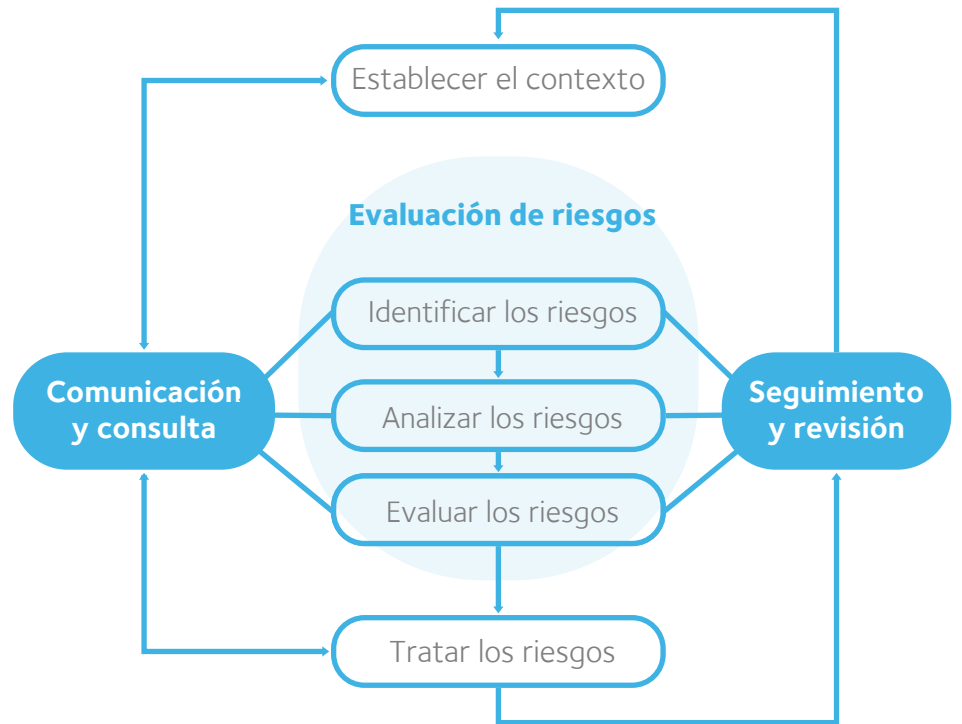 Establecer el contexto
Evaluación de riesgos
Identificar los riesgos
Comunicación
y consulta
Analizar los riesgos
Seguimiento
y revisión
Evaluar los riesgos
Tratar los riesgos